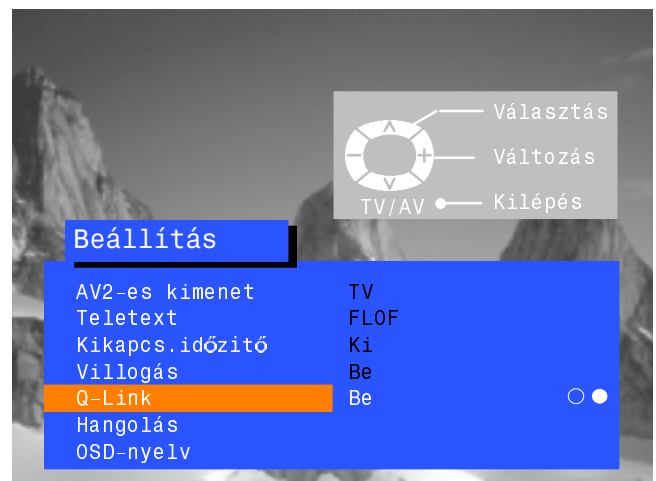 Választás
Változás
TV/AV Kilépés
Beállítás
AV2-es kimenet TV
Teletext FLOF
Kikapcs.időzitő Ki
Villogás Be
Q-Link Be
Hangolás
OSD-nyelv